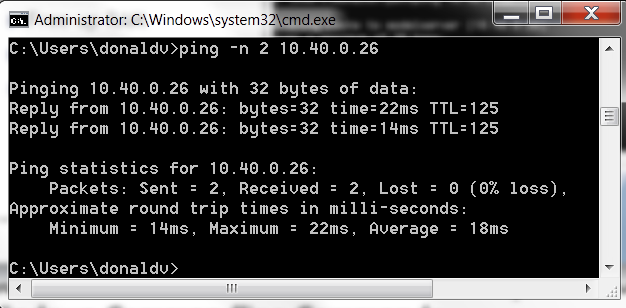 Administrator: C:\Windows\system32\cmd.exe
C:\Users\donaldv>ping -n 2 10.40.0.26
Pinging 10.40.0.26 with 32 bytes of data:
Reply from 10.40.0.26: bytes=32 time=22ms TTL=125
Reply from 10.40.0.26: bytes=32 time=14ms TTL=125
Ping statistics for 10.40.0.26:
    Packets: Sent = 2, Received = 2, Lost = 0 (0% loss),
Approximate round trip times in milli-seconds:
    Minimum = 14ms, Maximum = 22ms, Average = 18ms
C:\Users\donaldv>